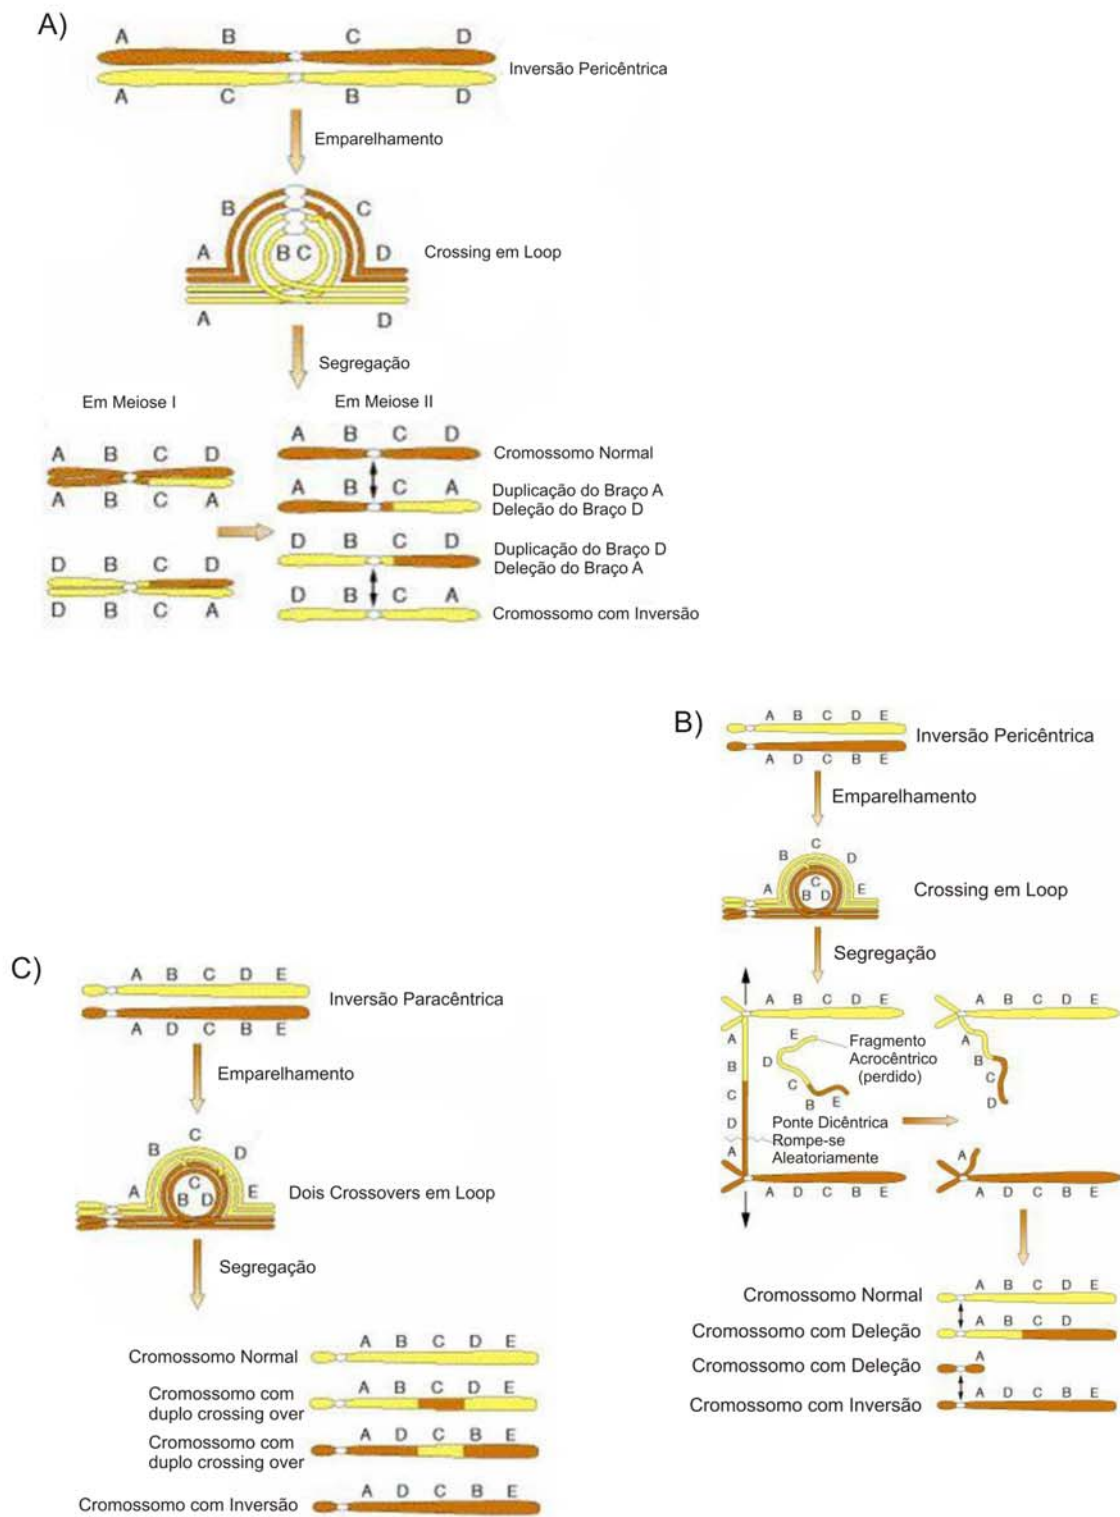 A)
A B C D
Inversão Pericêntrica
A C B D
Emparelhamento
B C
A B C D
Crossing em Loop
A D
Segregação
Em Meiose I
Em Meiose II
A B C D
A B C D
Cromossomo Normal
A B C A
A B C A
Duplicação do Braço A
Deleção do Braço D
D B C D
D B C D
Duplicação do Braço D
Deleção do Braço A
D B C A
D B C A
Cromossomo com Inversão
B)
A B C D E
Inversão Pericêntrica
A D C B E
Emparelhamento
C
B D
A C E
B D
Crossing em Loop
Segregação
A B C D E
A B C D E
A
B
C
D
A
E
D
C
B E
Fragmento
Acrocêntrico
(perdido)
A
B
C
D
Ponte Dicêntrica
Rompe-se
Aleatoriamente
A
A D C B E
A D C B E
A B C D E
Cromossomo Normal
A B C D
Cromossomo com Deleção
A
Cromossomo com Deleção
A D C B E
Cromossomo com Inversão
C)
A B C D E
Inversão Paracêntrica
A D C B E
Emparelhamento
C
B D
A C E
B D
Dois Crossovers em Loop
Segregação
A B C D E
Cromossomo Normal
A B C D E
Cromossomo com
duplo crossing over
A D C B E
Cromossomo com
duplo crossing over
A D C B E
Cromossomo com Inversão